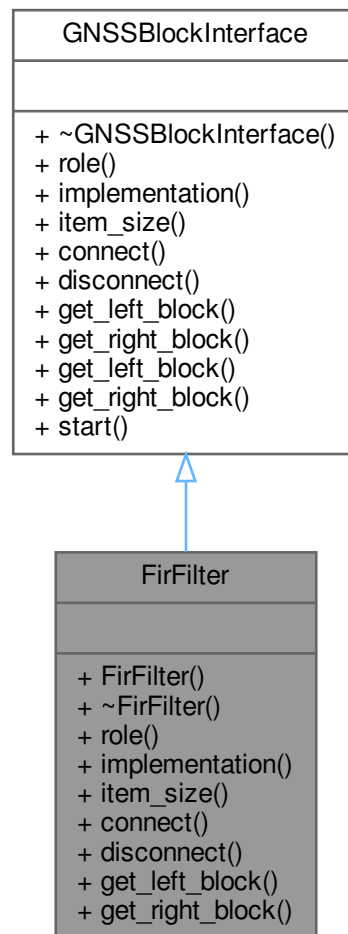 GNSSBlockInterface
+ ~GNSSBlockInterface()
+ role()
+ implementation()
+ item_size()
+ connect()
+ disconnect()
+ get_left_block()
+ get_right_block()
+ get_left_block()
+ get_right_block()
+ start()
FirFilter
+ FirFilter()
+ ~FirFilter()
+ role()
+ implementation()
+ item_size()
+ connect()
+ disconnect()
+ get_left_block()
+ get_right_block()